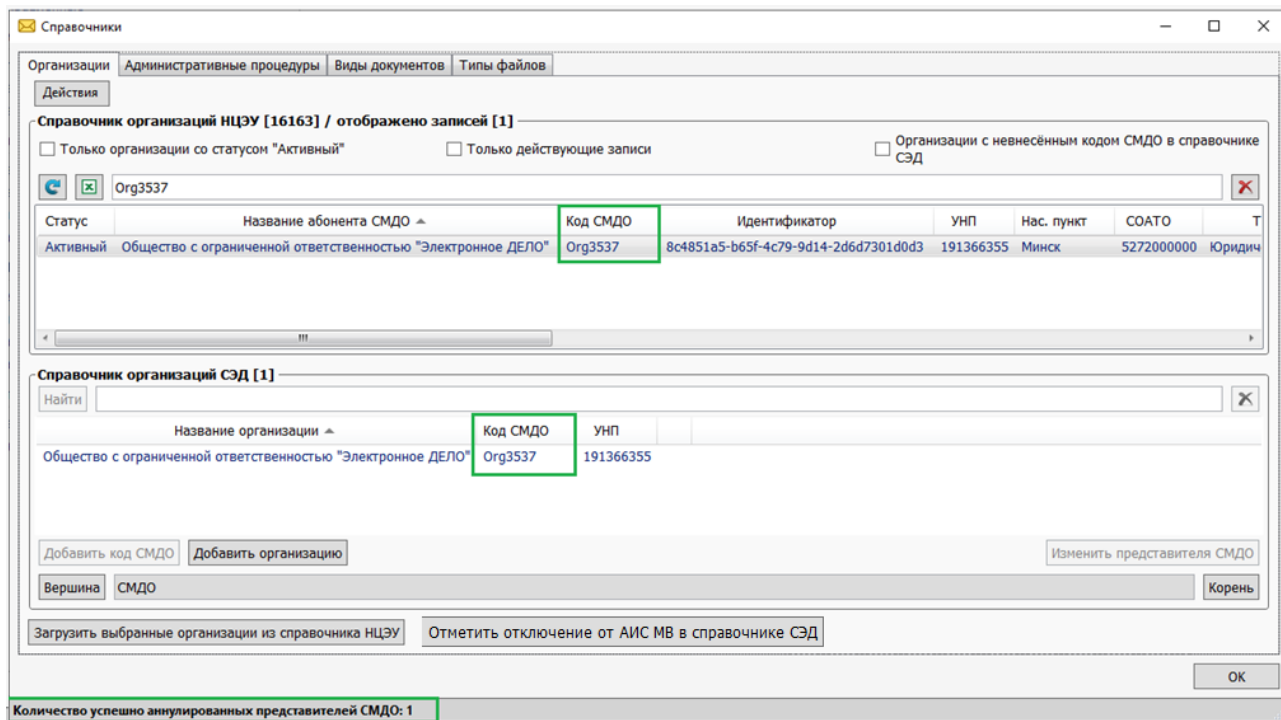 Справочники
Организации Административные процедуры Виды документов Типы файлов
Действия
Справочник организаций НЦЭУ [16163] / отображено записей [1]
Только организации со статусом "Активный" Только действующие записи Организации с невнесённым кодом СМДО в справочнике СЭД
Org3537
Статус Название абонента СМДО Код СМДО Идентификатор УНП Нас. пункт СОАТО Т
Активный Общество с ограниченной ответственностью "Электронное ДЕЛО" Org3537 8c4851a5-b65f-4c79-9d14-2d6d7301d0d3 191366355 Минск 5272000000 Юридич
Справочник организаций СЭД [1]
Найти
Название организации Код СМДО УНП
Общество с ограниченной ответственностью "Электронное ДЕЛО" Org3537 191366355
Добавить код СМДО Добавить организацию Изменить представителя СМДО
Вершина СМДО Корень
Загрузить выбранные организации из справочника НЦЭУ Отметить отключение от АИС МВ в справочнике СЭД
ОК
Количество успешно аннулированных представителей СМДО: 1